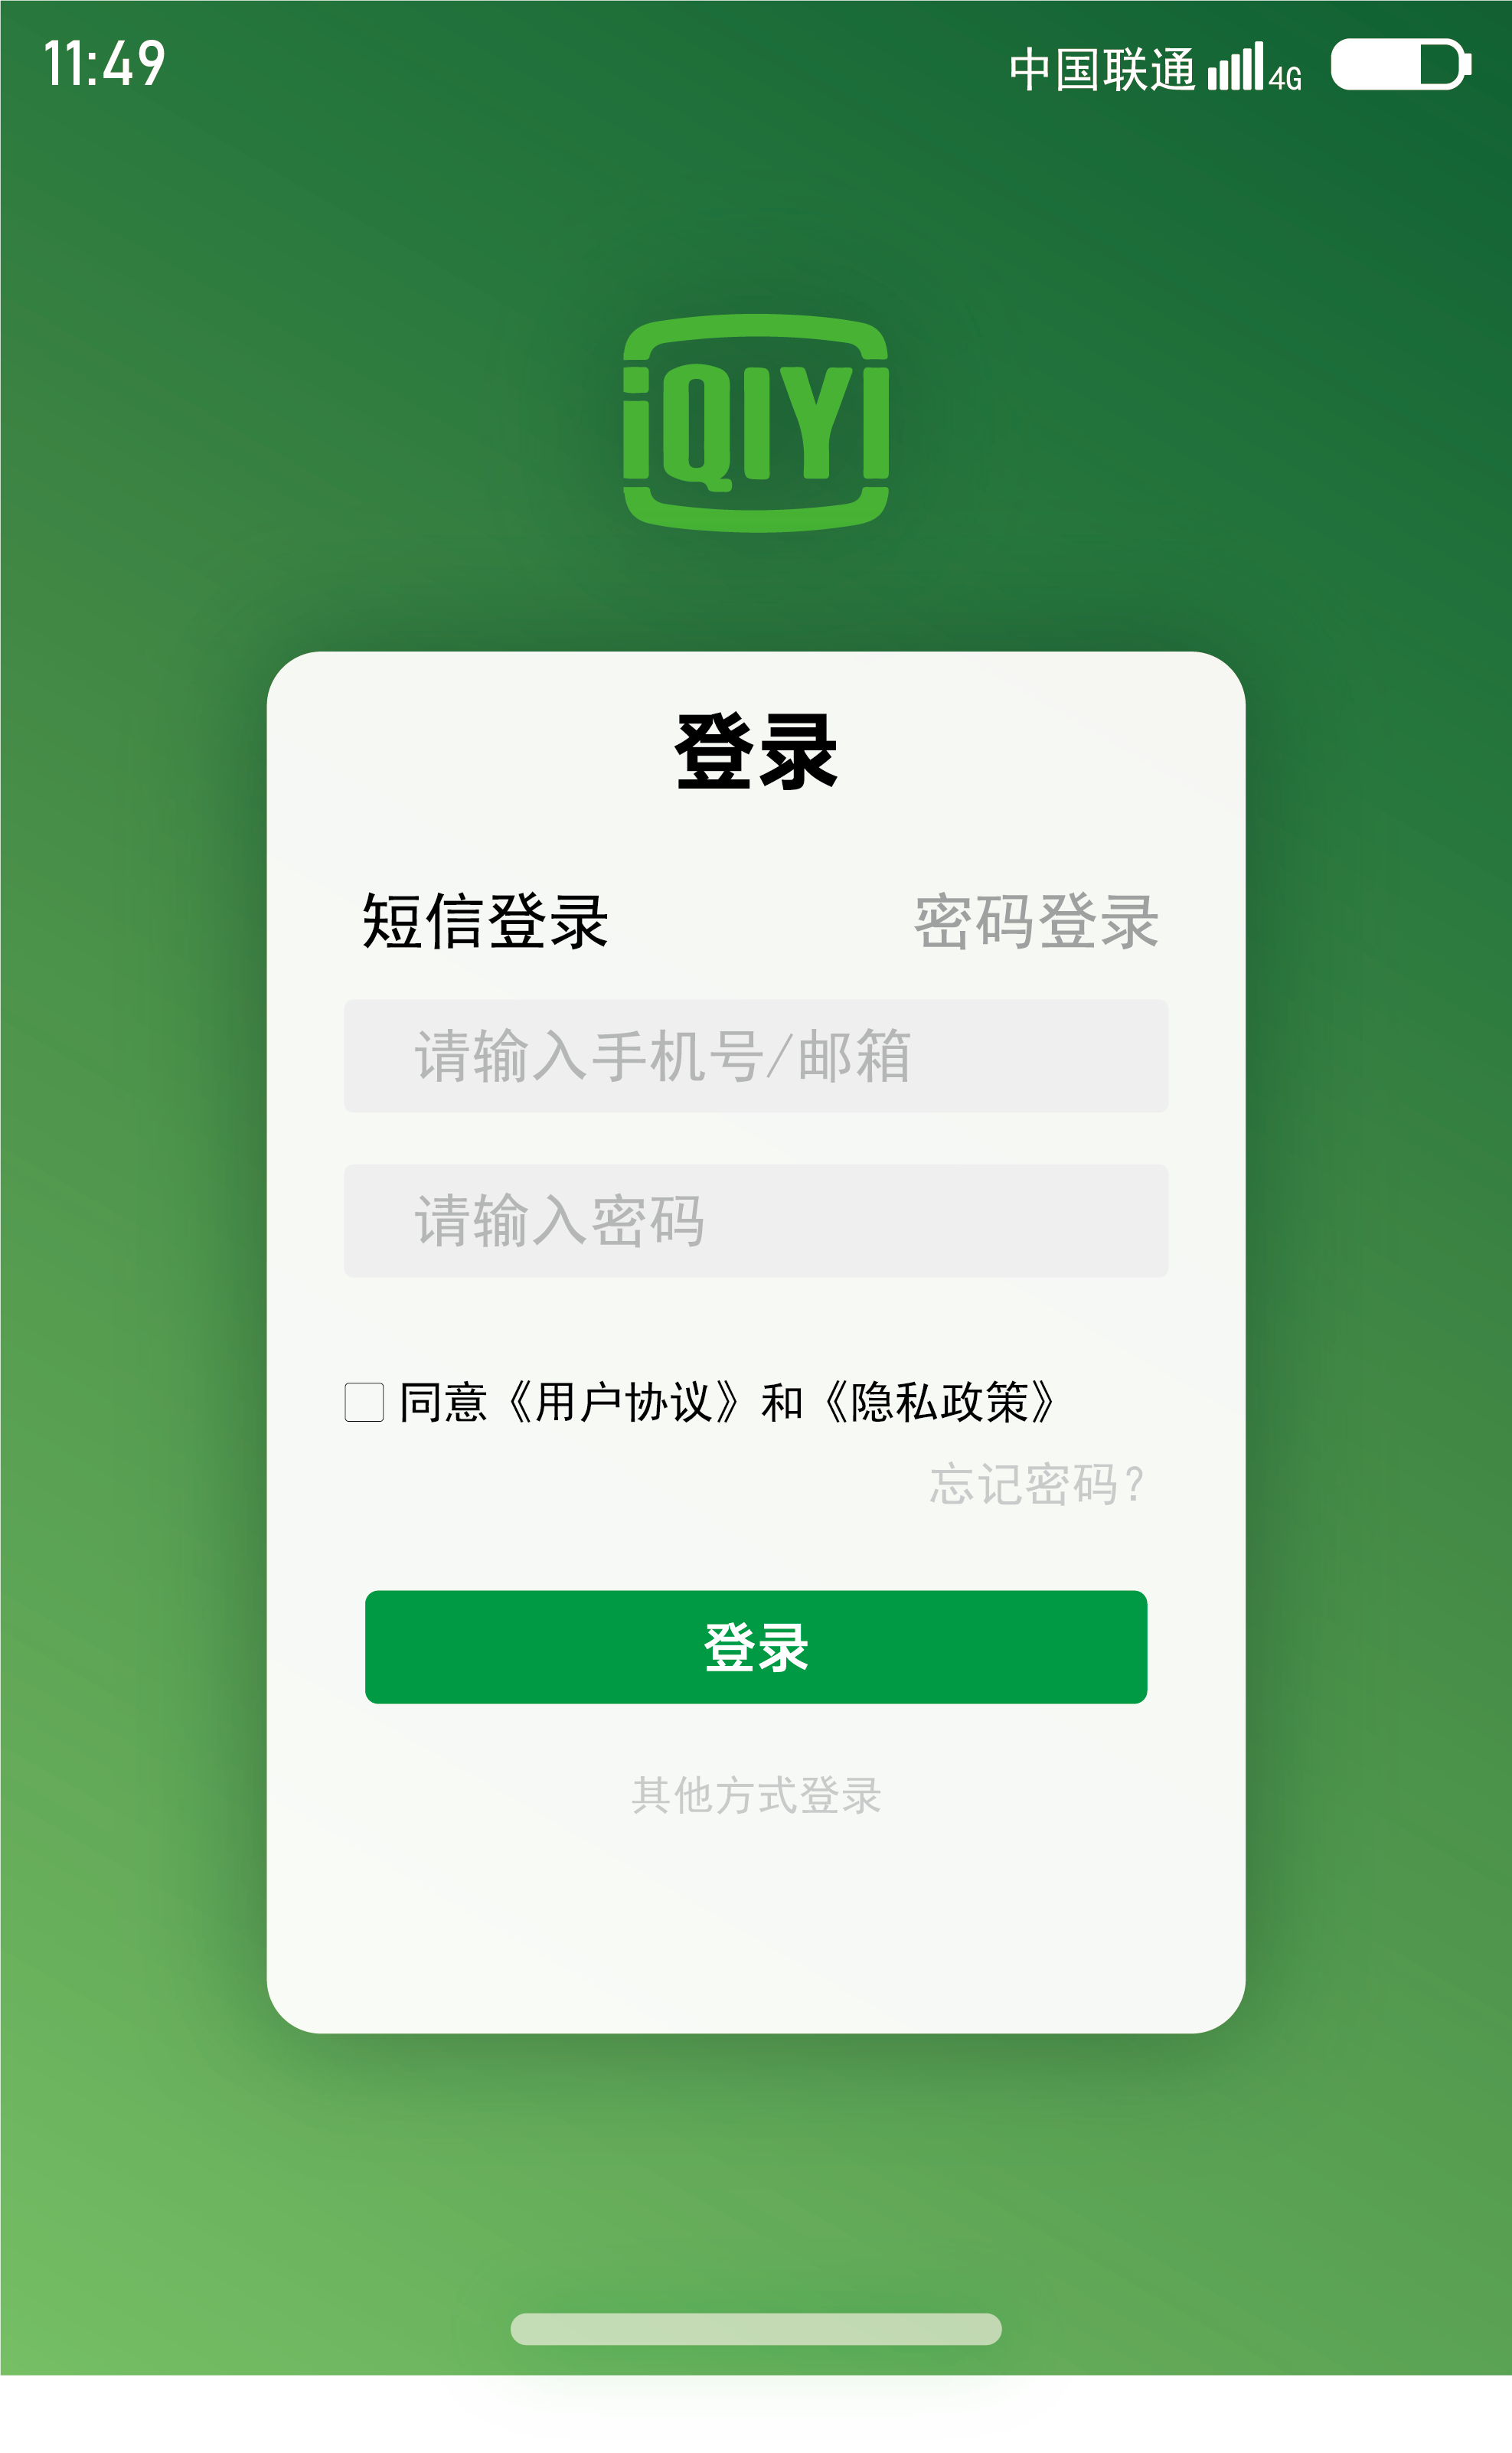 11:49 中国联通 4G
iQIYI
登录
短信登录 密码登录
请输入手机号/邮箱
请输入密码
同意《用户协议》和《隐私政策》
忘记密码?
登录
其他方式登录